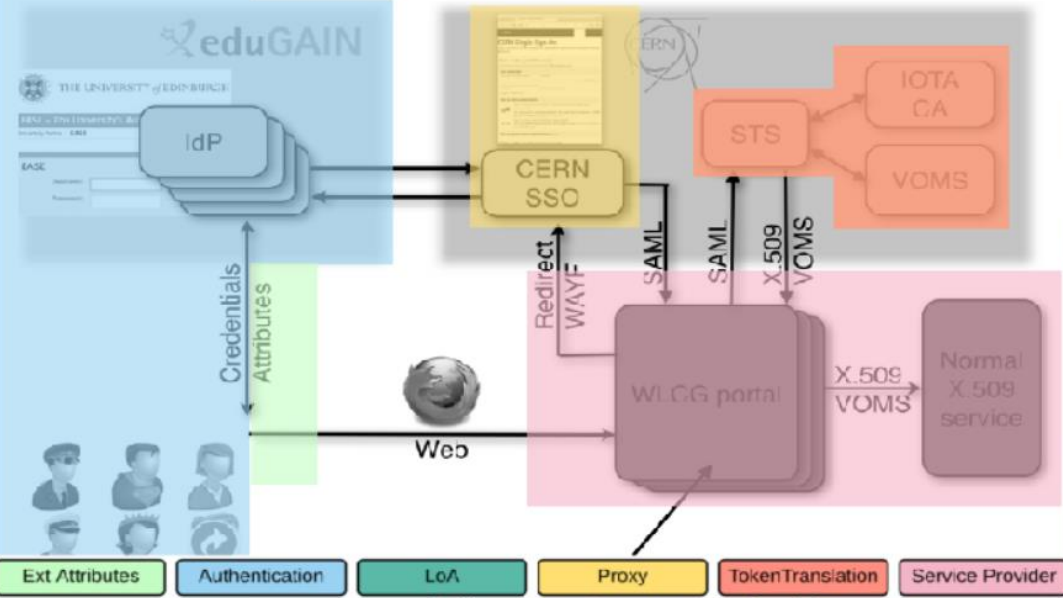 eduGAIN
CERN
THE UNIVERSITY of EDINBURGH
EASE
IdP
CERN
SSO
STS
IOTA
CA
VOMS
Credentials
Attributes
Redirect
WAYF
SAML
SAML
X.509
VOMS
Web
WLCG portal
X.509
VOMS
Normal
X.509
service
Ext Attributes
Authentication
LoA
Proxy
TokenTranslation
Service Provider